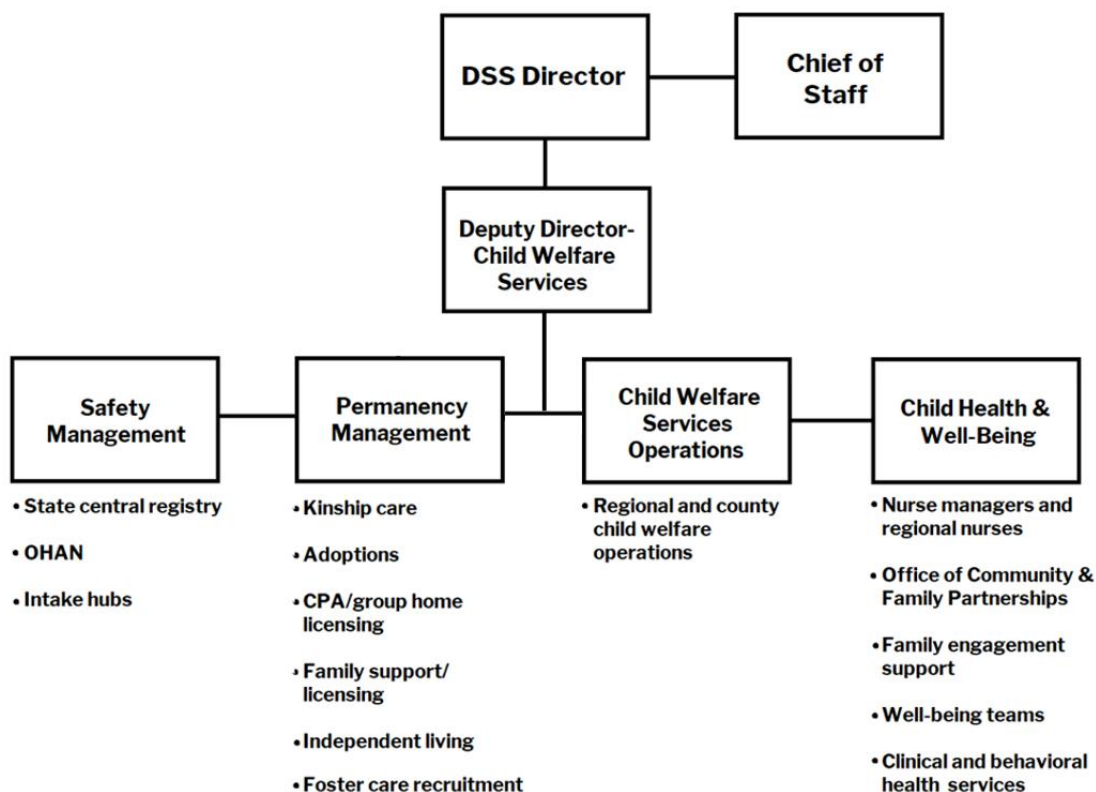 DSS Director
Chief of
Staff
Deputy Director-
Child Welfare
Services
Safety
Management
• State central registry
• OHAN
• Intake hubs
Permanency
Management
• Kinship care
• Adoptions
• CPA/group home
licensing
• Family support/
licensing
• Independent living
• Foster care recruitment
Child Welfare
Services
Operations
• Regional and county
child welfare
operations
Child Health &
Well-Being
• Nurse managers and
regional nurses
• Office of Community &
Family Partnerships
• Family engagement
support
• Well-being teams
• Clinical and behavioral
health services